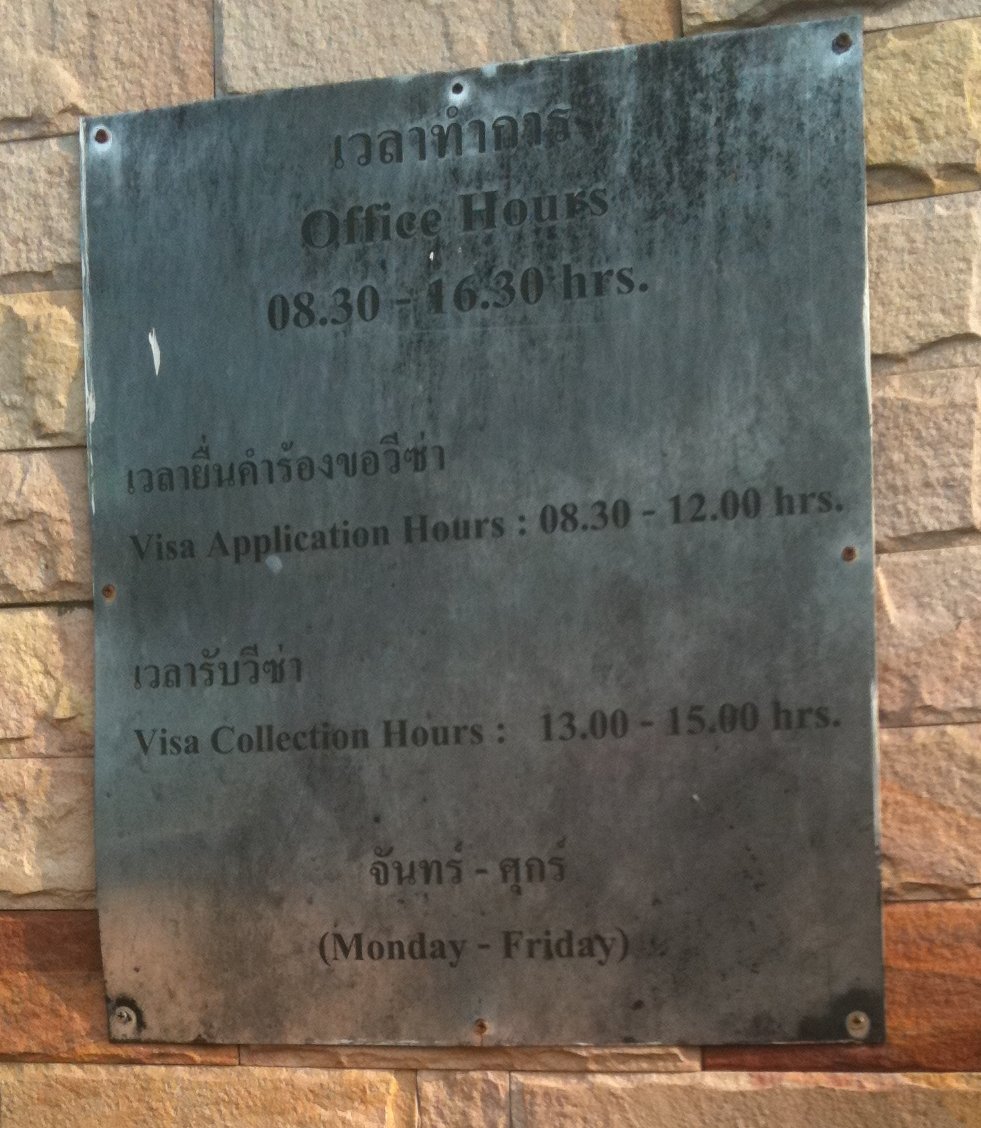 เวลาทำการ
Office Hours
08.30 - 16.30 hrs.
เวลายื่นคำร้องขอวีซ่า
Visa Application Hours : 08.30 - 12.00 hrs.
เวลารับวีซ่า
Visa Collection Hours : 13.00 - 15.00 hrs.
จันทร์ - ศุกร์
(Monday - Friday)